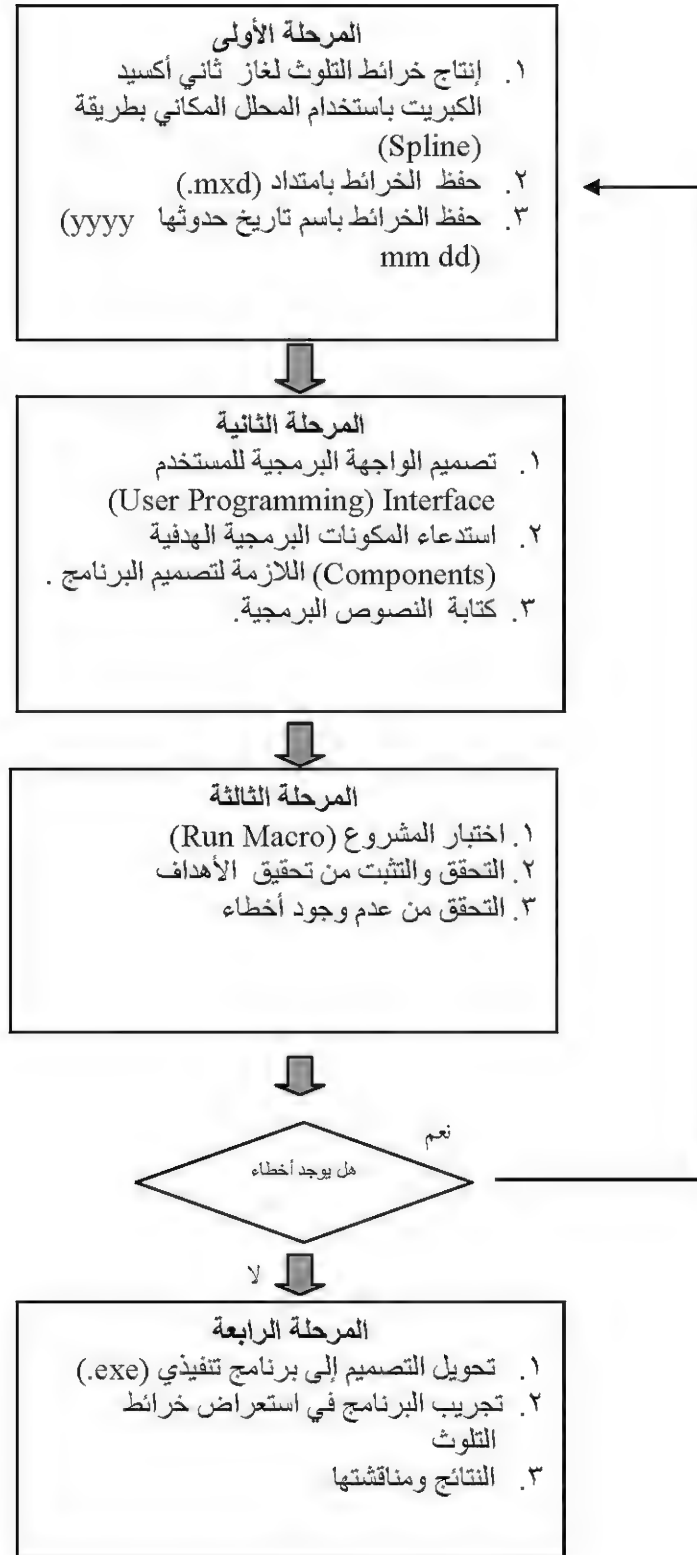 المرحلة الأولى
١. إنتاج خرائط التلوث لغاز ثاني أكسيد
الكبريت باستخدام المحلل المكاني بطريقة
(Spline)
٢. حفظ الخرائط بامتداد (mxd.)
٣. حفظ الخرائط باسم تاريخ حدوثها (yyyy
mm dd)
المرحلة الثانية
١. تصميم الواجهة البرمجية للمستخدم
(User Programming) Interface
٢. استدعاء المكونات البرمجية الهدفية
(Components) اللازمة لتصميم البرنامج .
٣. كتابة النصوص البرمجية.
المرحلة الثالثة
١. اختبار المشروع (Run Macro)
٢. التحقق والتثبت من تحقيق الأهداف
٣. التحقق من عدم وجود أخطاء
نعم
هل يوجد أخطاء
لا
المرحلة الرابعة
١. تحويل التصميم إلى برنامج تنفيذي (exe.)
٢. تجريب البرنامج في استعراض خرائط
التلوث
٣. النتائج ومناقشتها